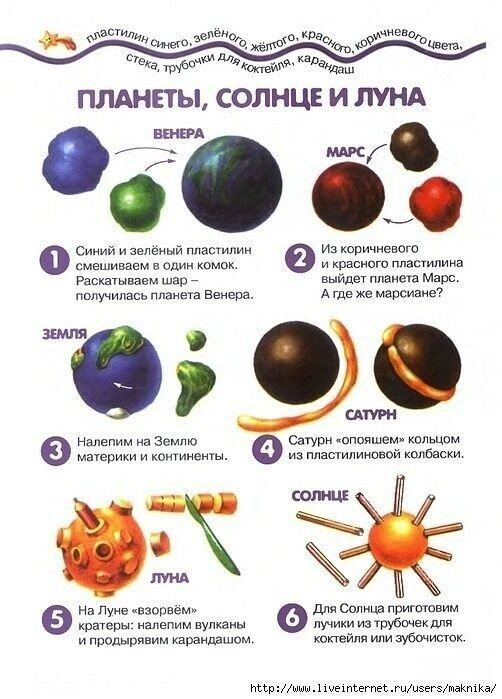 пластилин синего, зелёного, жёлтого, красного, коричневого цвета,
стека, трубочки для коктейля, карандаш
ПЛАНЕТЫ, СОЛНЦЕ И ЛУНА
ВЕНЕРА
МАРС
1
Синий и зелёный пластилин
смешиваем в один комок.
Раскатываем шар –
получилась планета Венера.
2
Из коричневого
и красного пластилина
выйдет планета Марс.
А где же марсиане?
ЗЕМЛЯ
САТУРН
3
Налепим на Землю
материки и континенты.
4
Сатурн «опояшем» кольцом
из пластилиновой колбаски.
ЛУНА
СОЛНЦЕ
5
На Луне «взорвём»
кратеры: налепим вулканы
и продырявим карандашом.
6
Для Солнца приготовим
лучики из трубочек для
коктейля или зубочисток.
http://www.liveinternet.ru/users/maknika/